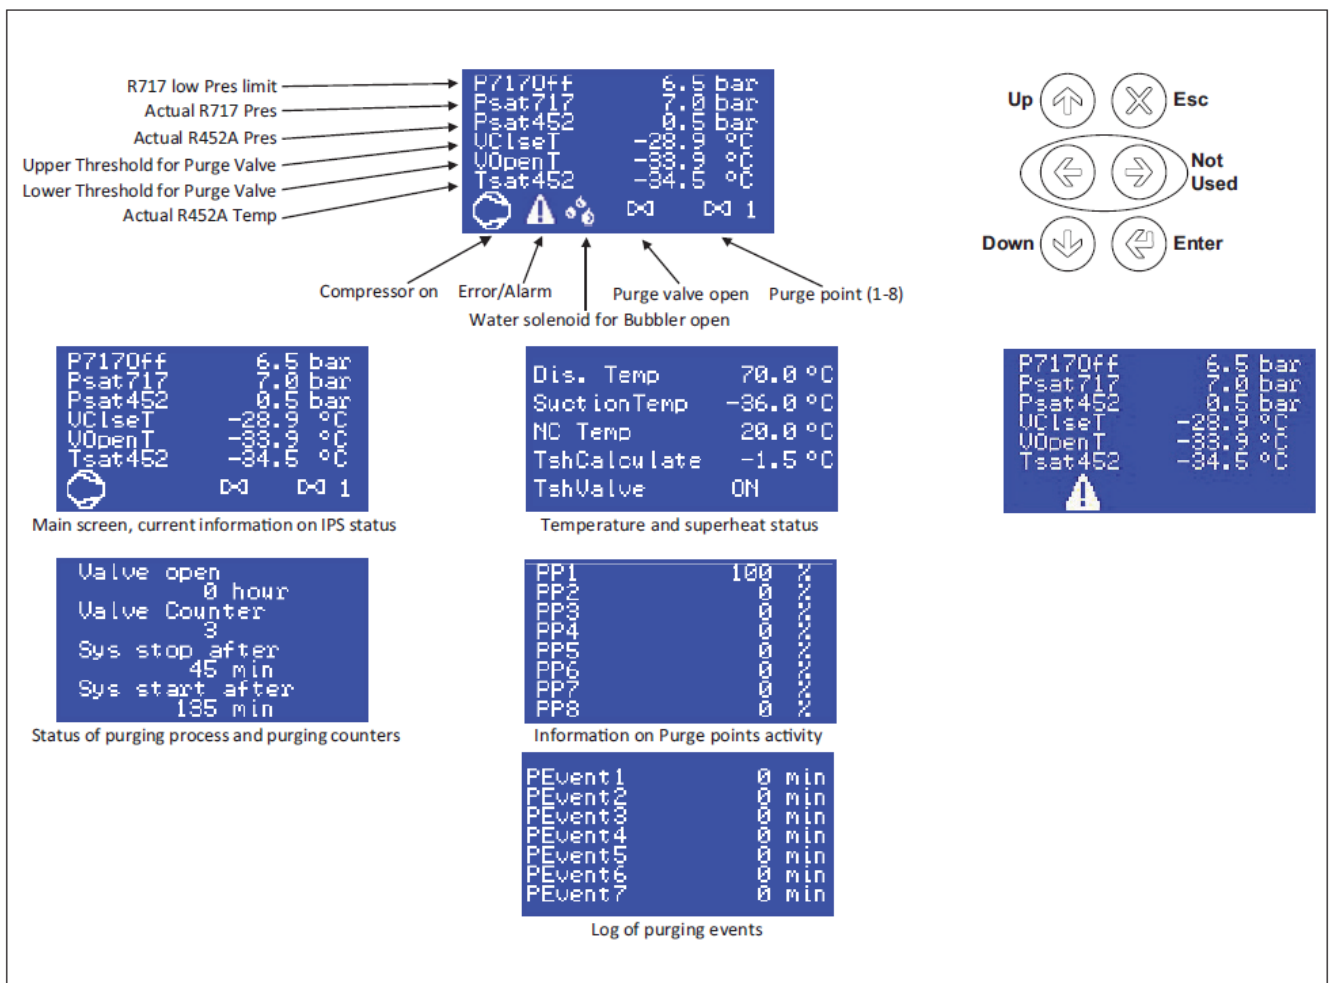 R717 low Pres limit
Actual R717 Pres
Actual R452A Pres
Upper Threshold for Purge Valve
Lower Threshold for Purge Valve
Actual R452A Temp
P717Off 6.5 bar
Psat717 7.0 bar
Psat452 0.5 bar
VClseT -28.9 °C
VOpenT -33.9 °C
Tsat452 -34.5 °C
1
Compressor on
Error/Alarm
Purge valve open
Purge point (1-8)
Water solenoid for Bubbler open
Up
Esc
Not
Used
Down
Enter
P717Off 6.5 bar
Psat717 7.0 bar
Psat452 0.5 bar
VClseT -28.9 °C
VOpenT -33.9 °C
Tsat452 -34.5 °C
1
Main screen, current information on IPS status
Dis. Temp 70.0 °C
SuctionTemp -36.0 °C
NC Temp 20.0 °C
TshCalculate -1.5 °C
TshValve ON
Temperature and superheat status
P717Off 6.5 bar
Psat717 7.0 bar
Psat452 0.5 bar
VClseT -28.9 °C
VOpenT -33.9 °C
Tsat452 -34.5 °C
Valve open
0 hour
Valve Counter
3
Sys stop after
45 min
Sys start after
135 min
Status of purging process and purging counters
PP1 100 %
PP2 0 %
PP3 0 %
PP4 0 %
PP5 0 %
PP6 0 %
PP7 0 %
PP8 0 %
Information on Purge points activity
PEvent1 0 min
PEvent2 0 min
PEvent3 0 min
PEvent4 0 min
PEvent5 0 min
PEvent6 0 min
PEvent7 0 min
Log of purging events